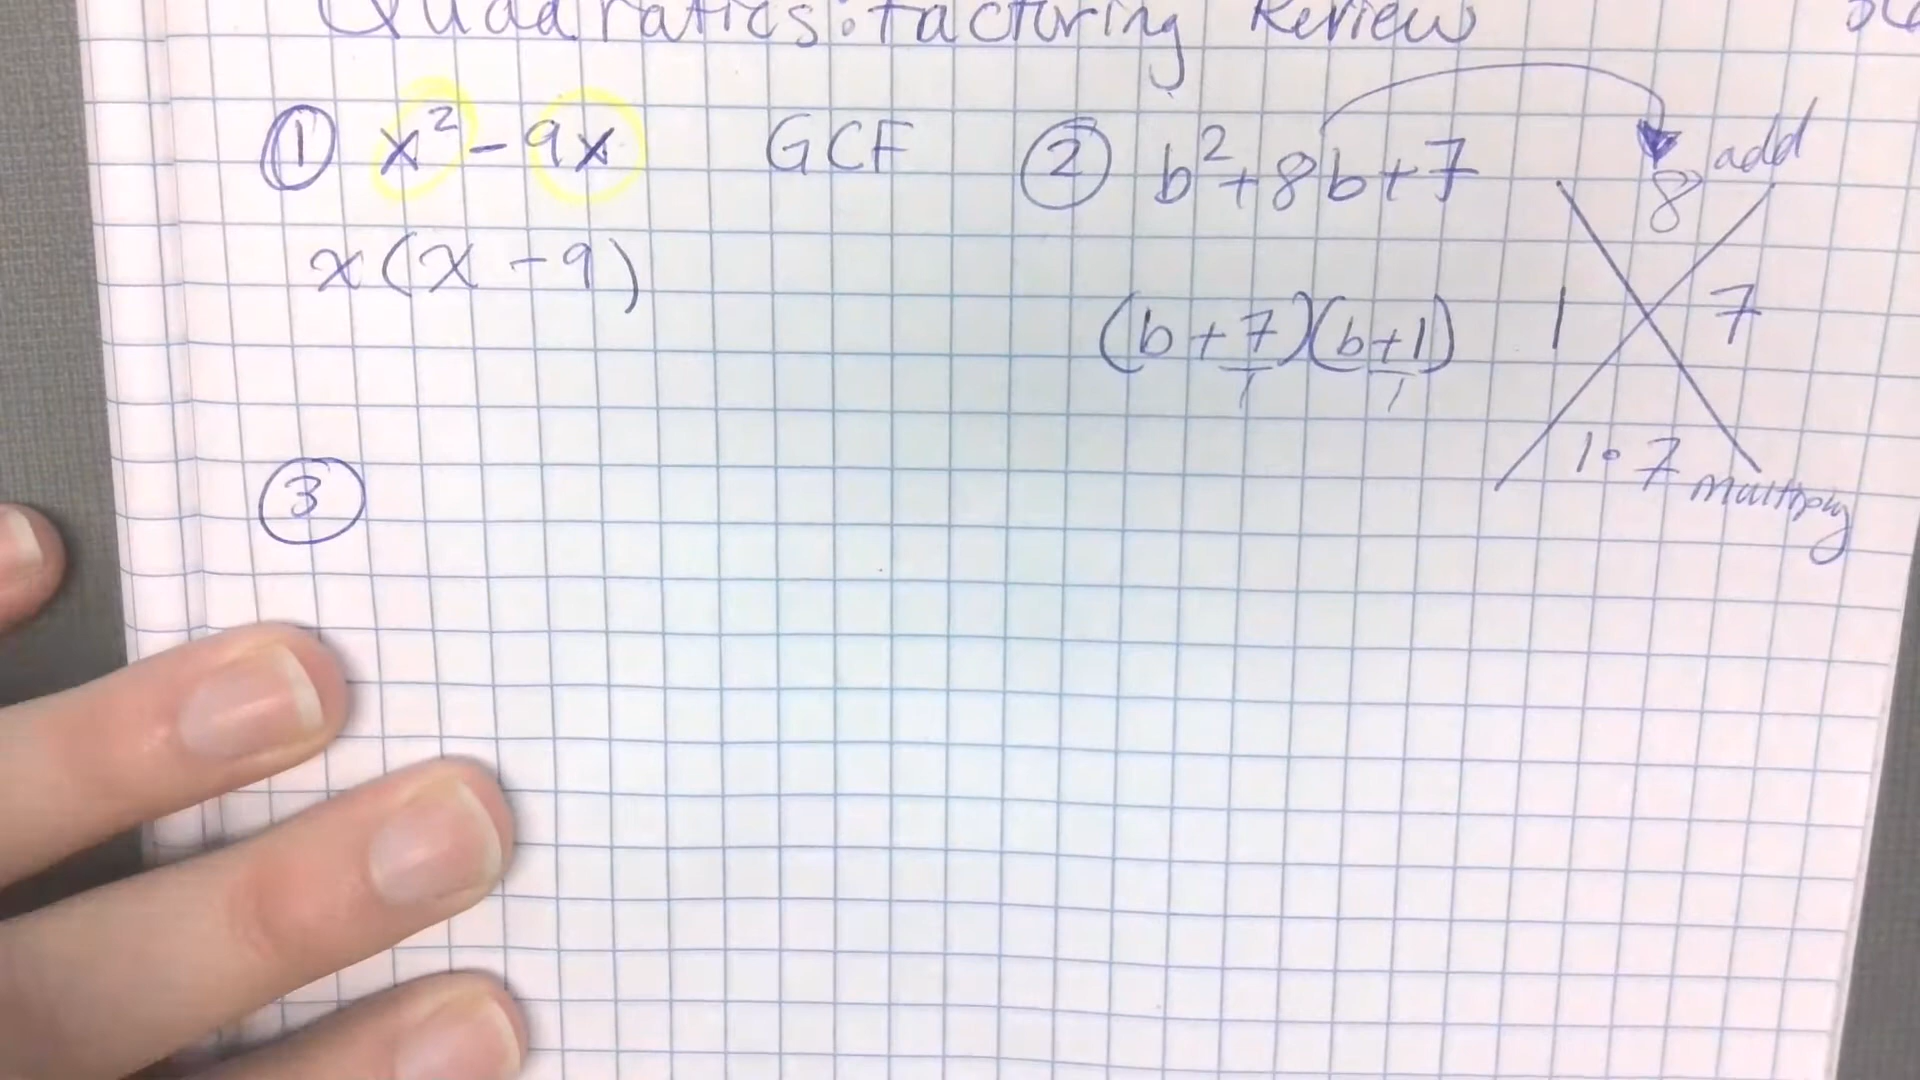 Quadratics: Factoring Review
① x² - 9x GCF
x(x - 9)
② b² + 8b + 7
(b + 7)(b + 1)
1 1
8 add
1 7
1 • 7 multiply
③